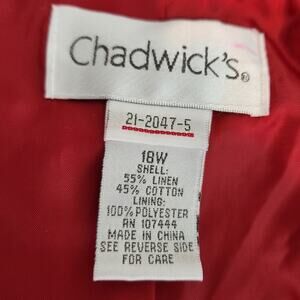 Chadwick's®
21-2047-5
18W
SHELL:
55% LINEN
45% COTTON
LINING:
100% POLYESTER
RN 107444
MADE IN CHINA
SEE REVERSE SIDE
FOR CARE